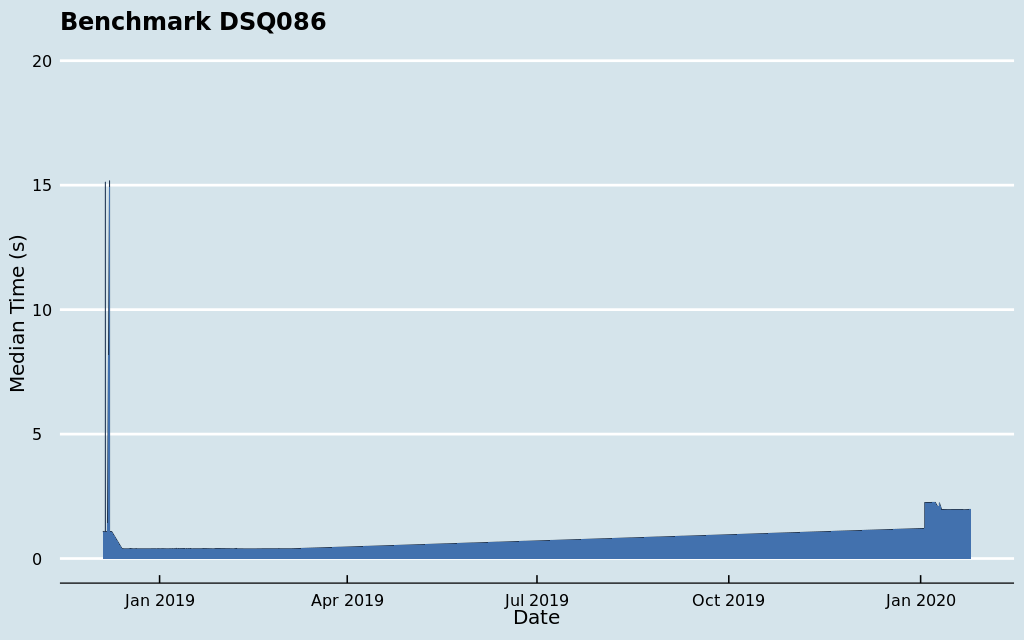 Benchmark DSQ086
20
15
10
5
0
Median Time (s)
Jan 2019
Apr 2019
Jul 2019
Oct 2019
Jan 2020
Date